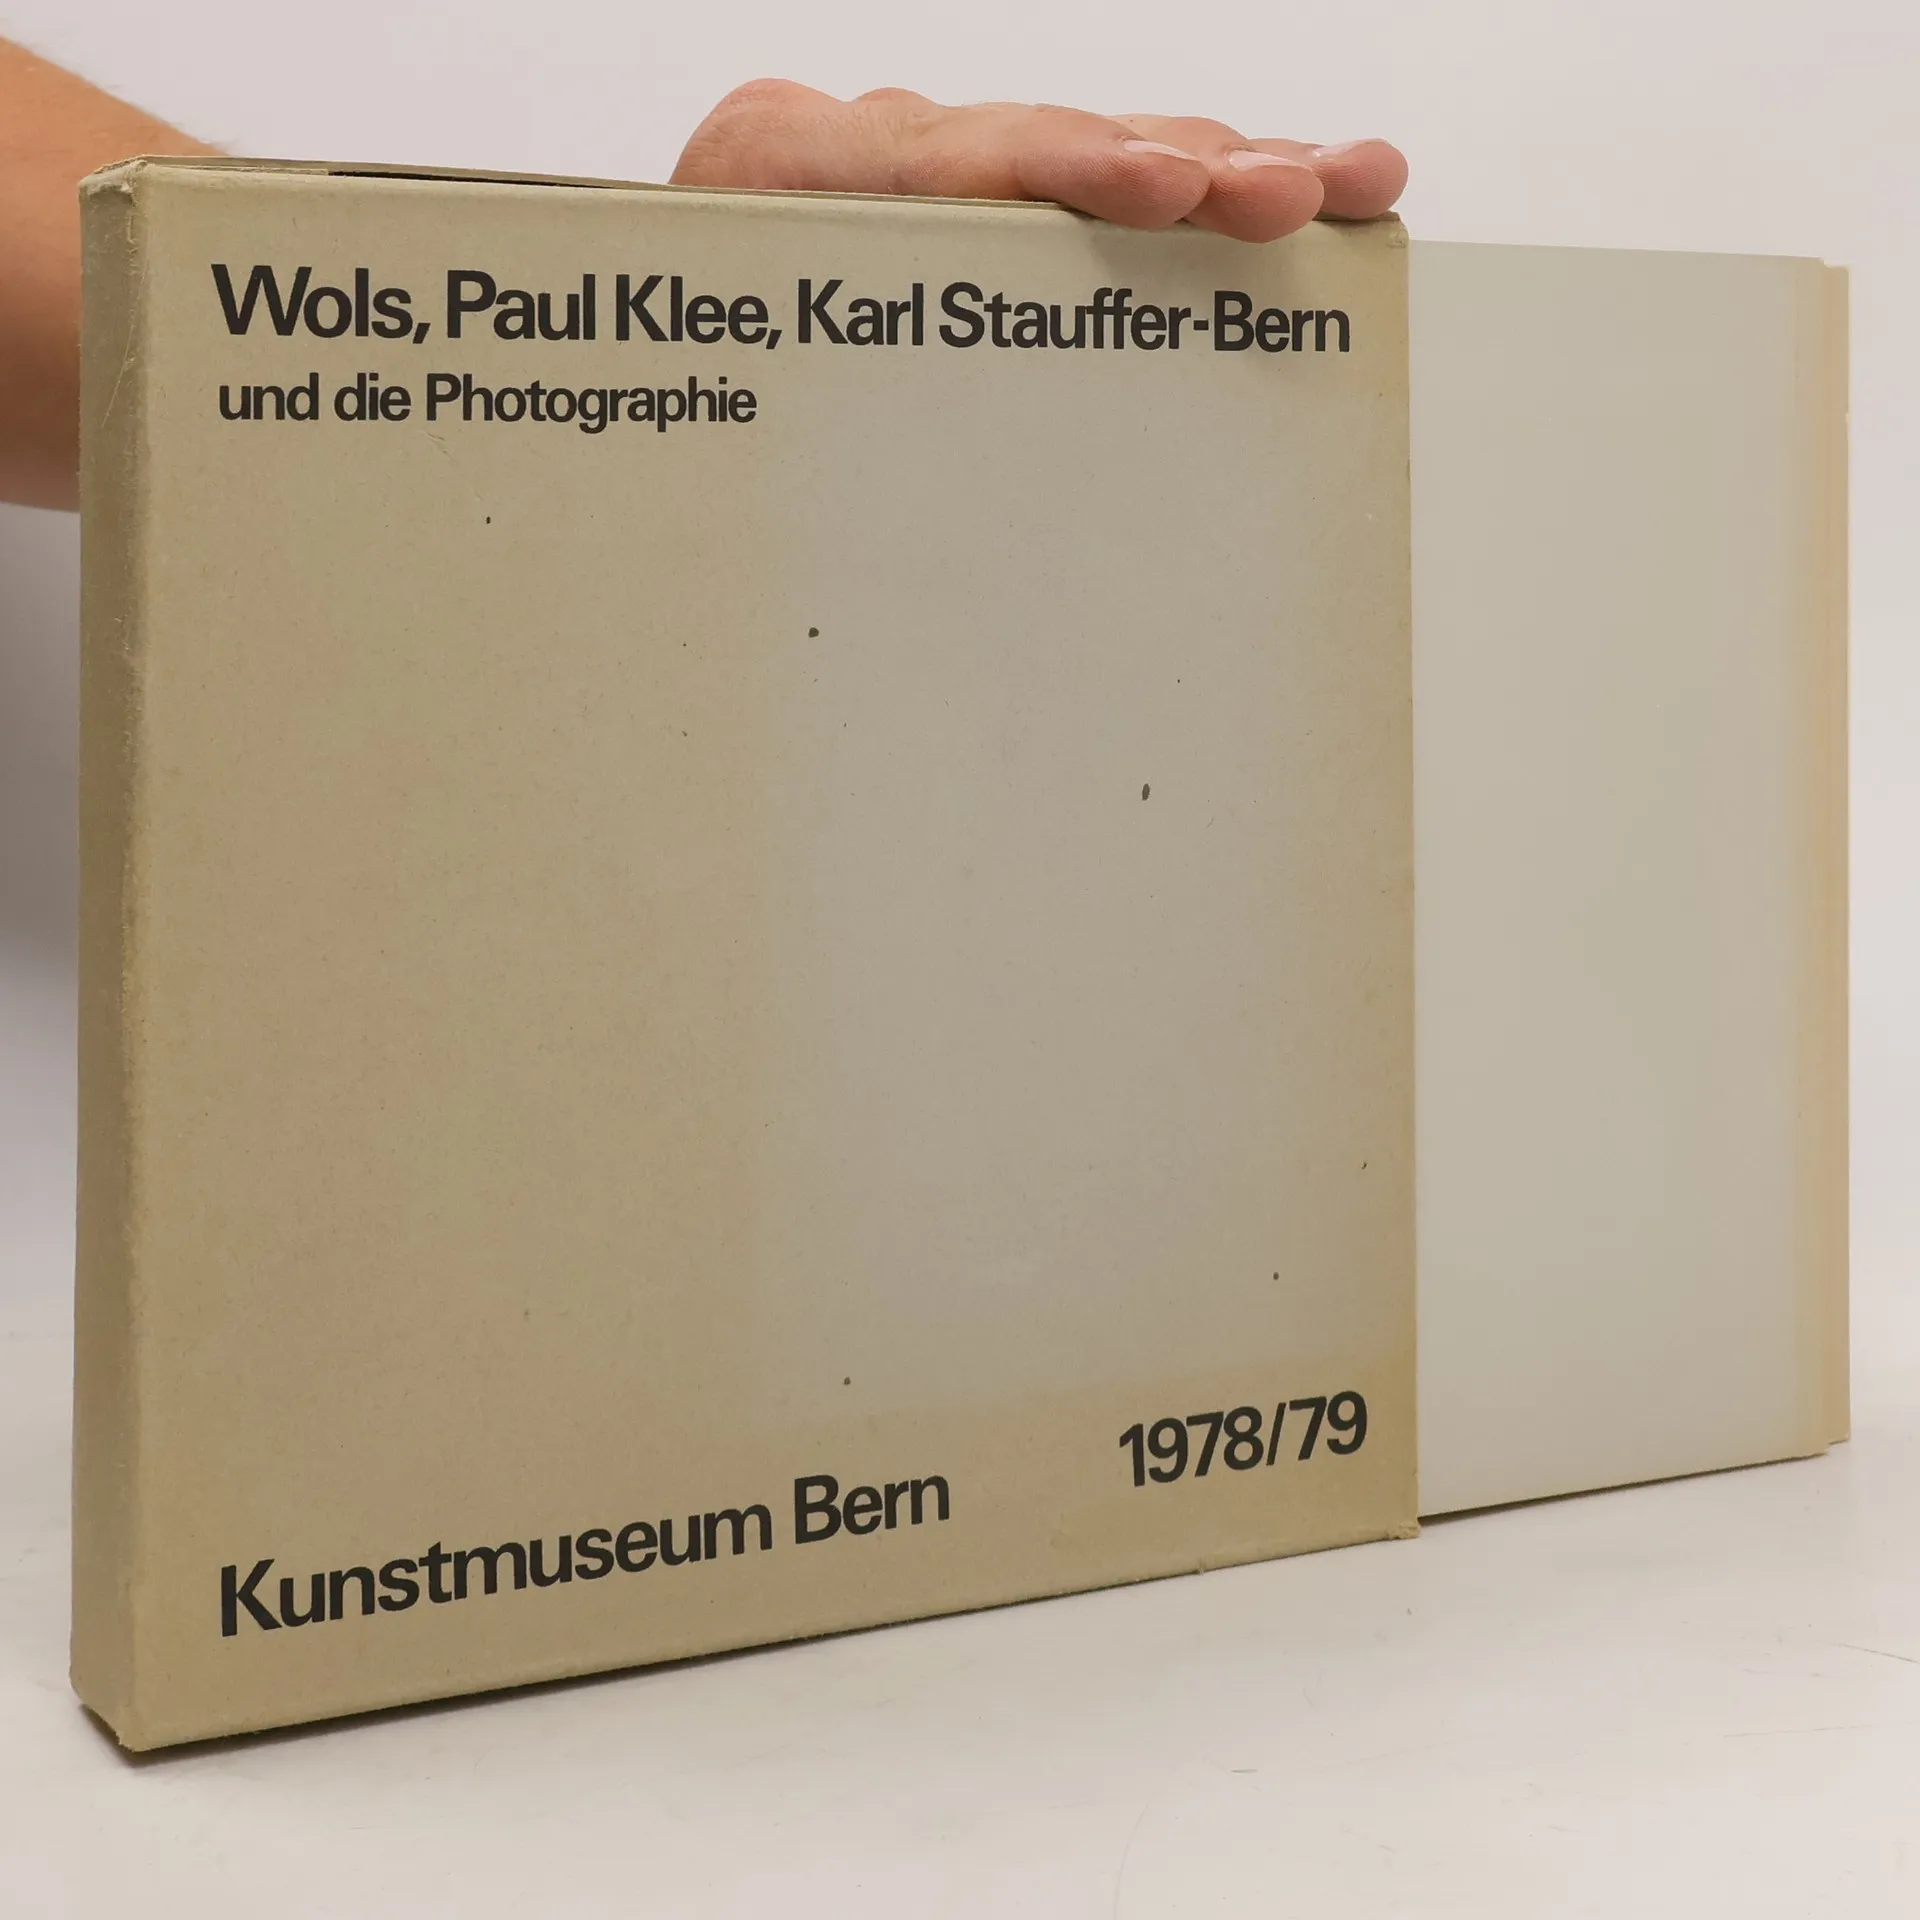 Wols, Paul Klee, Karl Stauffer-Bern
und die Photographie
Kunstmuseum Bern 1978/79